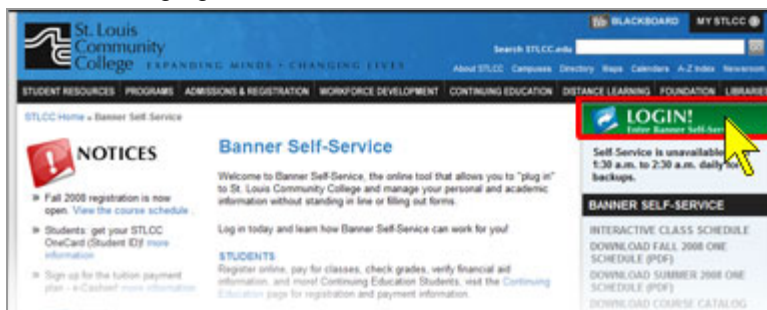 St. Louis
Community
College EXPANDING MINDS • CHANGING LIVES
BLACKBOARD MY STLCC
Search STLCC.edu GO
About STLCC Campuses Directory Maps Calendars A-Z Index Newsroom
STUDENT RESOURCES PROGRAMS ADMISSIONS & REGISTRATION WORKFORCE DEVELOPMENT CONTINUING EDUCATION DISTANCE LEARNING FOUNDATION LIBRARIES
STLCC Home » Banner Self-Service
NOTICES
Fall 2008 registration is now
open. View the course schedule .
Students: get your STLCC
OneCard (Student ID)! more
information
Sign up for the tuition payment
plan - e-Cashier! more information
Banner Self-Service
Welcome to Banner Self-Service, the online tool that allows you to "plug in"
to St. Louis Community College and manage your personal and academic
information without standing in line or filling out forms.
Log in today and learn how Banner Self-Service can work for you!
STUDENTS
Register online, pay for classes, check grades, verify financial aid
information, and more! Continuing Education Students, visit the Continuing
Education page for registration and payment information.
LOGIN!
Enter Banner Self-Ser
Self-Service is unavailable
1:30 a.m. to 2:30 a.m. daily for
backups.
BANNER SELF-SERVICE
INTERACTIVE CLASS SCHEDULE
DOWNLOAD FALL 2008 ONE
SCHEDULE (PDF)
DOWNLOAD SUMMER 2008 ONE
SCHEDULE (PDF)
DOWNLOAD COURSE CATALOG